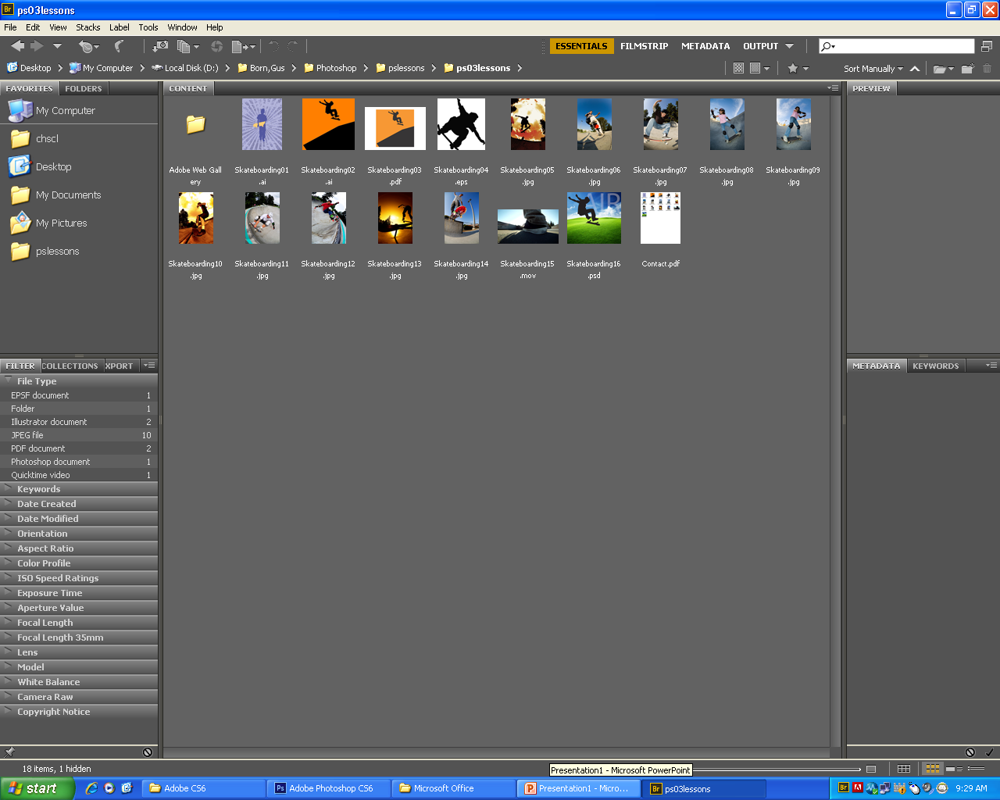 Br ps03lessons
File Edit View Stacks Label Tools Window Help
ESSENTIALS FILMSTRIP METADATA OUTPUT
Desktop My Computer Local Disk (D:) Born,Gus Photoshop pslessons ps03lessons Sort Manually
FAVORITES FOLDERS
My Computer
chscl
Desktop
My Documents
My Pictures
pslessons
CONTENT
Adobe Web Gall Skateboarding01 Skateboarding02 Skateboarding03 Skateboarding04 Skateboarding05 Skateboarding06 Skateboarding07 Skateboarding08 Skateboarding09
ery .ai .ai .pdf .eps .jpg .jpg .jpg .jpg .jpg
AIR
Skateboarding10 Skateboarding11 Skateboarding12 Skateboarding13 Skateboarding14 Skateboarding15 Skateboarding16 Contact.pdf
.jpg .jpg .jpg .jpg .jpg .mov .psd
PREVIEW
FILTER COLLECTIONS XPORT
File Type
EPSF document 1
Folder 1
Illustrator document 2
JPEG file 10
PDF document 2
Photoshop document 1
Quicktime video 1
Keywords
Date Created
Date Modified
Orientation
Aspect Ratio
Color Profile
ISO Speed Ratings
Exposure Time
Aperture Value
Focal Length
Focal Length 35mm
Lens
Model
White Balance
Camera Raw
Copyright Notice
METADATA KEYWORDS
18 items, 1 hidden
Presentation1 - Microsoft PowerPoint
start Adobe CS6 Ps Adobe Photoshop CS6 Microsoft Office Presentation1 - Micro... Br ps03lessons Br 9:29 AM